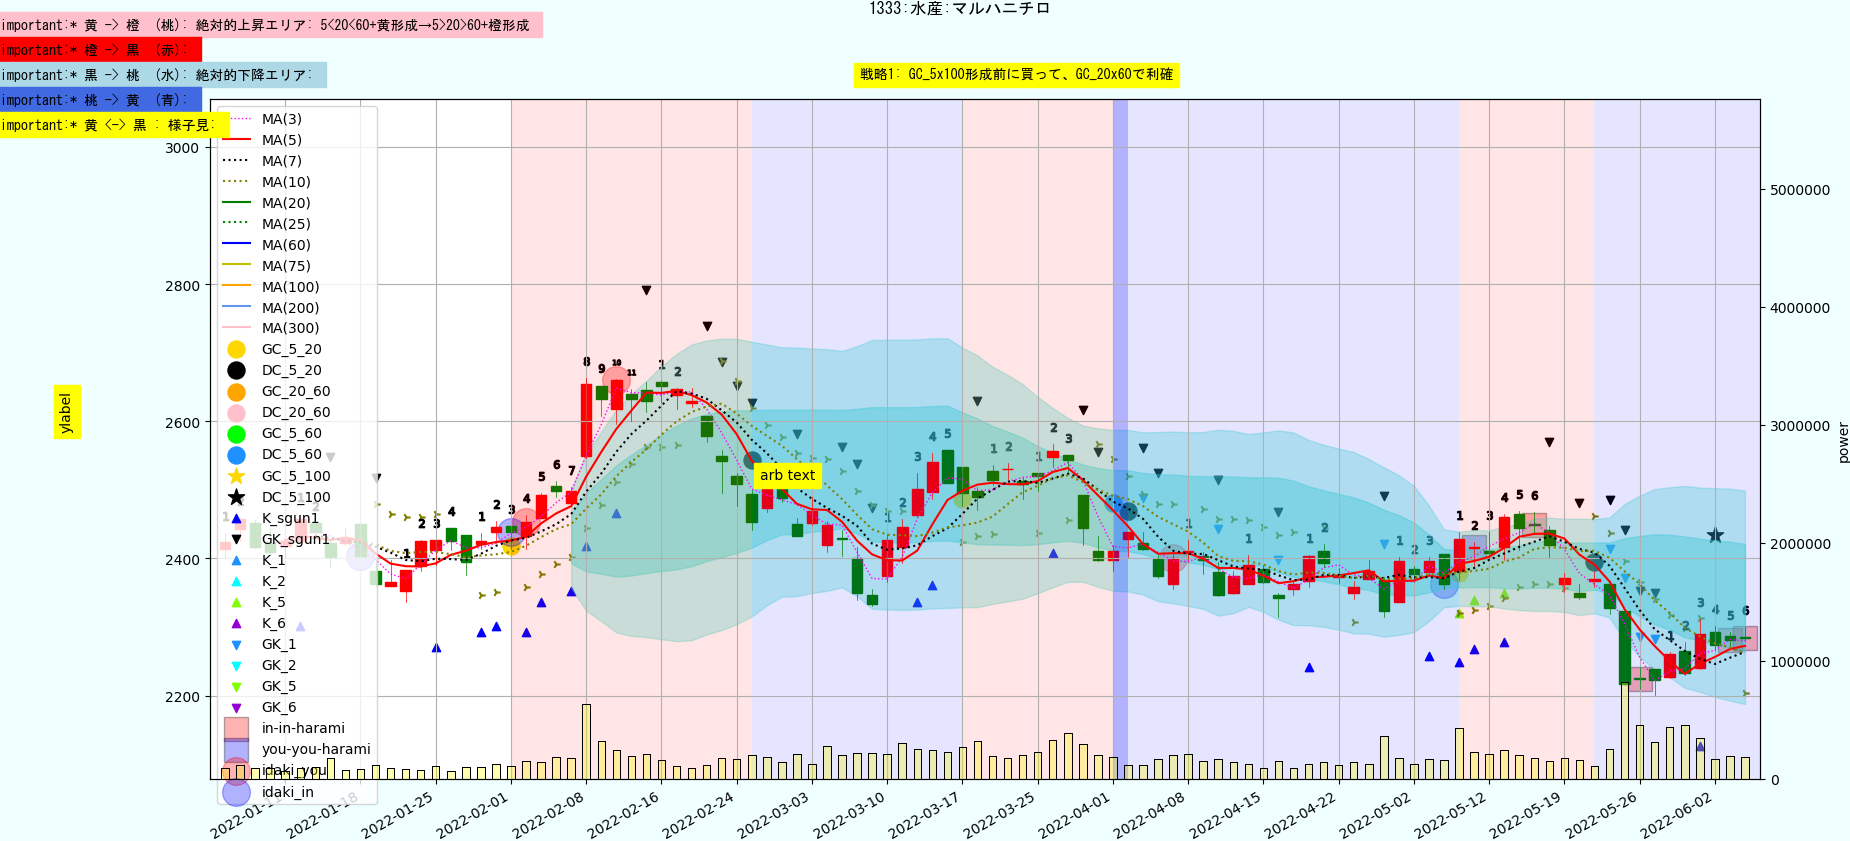 1333:水産:マルハニチロ
important:* 黄 -> 橙 (桃): 絶対的上昇エリア: 5<20<60+黄形成→5>20>60+橙形成
important:* 橙 -> 黒 (赤):
important:* 黒 -> 桃 (水): 絶対的下降エリア:
戦略1: GC_5x100形成前に買って、GC_20x60で利確
important:* 桃 -> 黄 (青):
important:* 黄 <-> 黒 : 様子見:
MA(3)
MA(5)
MA(7)
MA(10)
MA(20)
MA(25)
MA(60)
MA(75)
MA(100)
MA(200)
MA(300)
GC_5_20
DC_5_20
GC_20_60
DC_20_60
GC_5_60
DC_5_60
GC_5_100
DC_5_100
K_sgun1
GK_sgun1
K_1
K_2
K_5
K_6
GK_1
GK_2
GK_5
GK_6
in-in-harami
you-you-harami
idaki_you
idaki_in
3000
2800
2600
2400
2200
ylabel
arb text
5000000
4000000
3000000
2000000
1000000
0
power
2022-01-11
2022-01-18
2022-01-25
2022-02-01
2022-02-08
2022-02-16
2022-02-24
2022-03-03
2022-03-10
2022-03-17
2022-03-25
2022-04-01
2022-04-08
2022-04-15
2022-04-22
2022-05-02
2022-05-12
2022-05-19
2022-05-26
2022-06-02